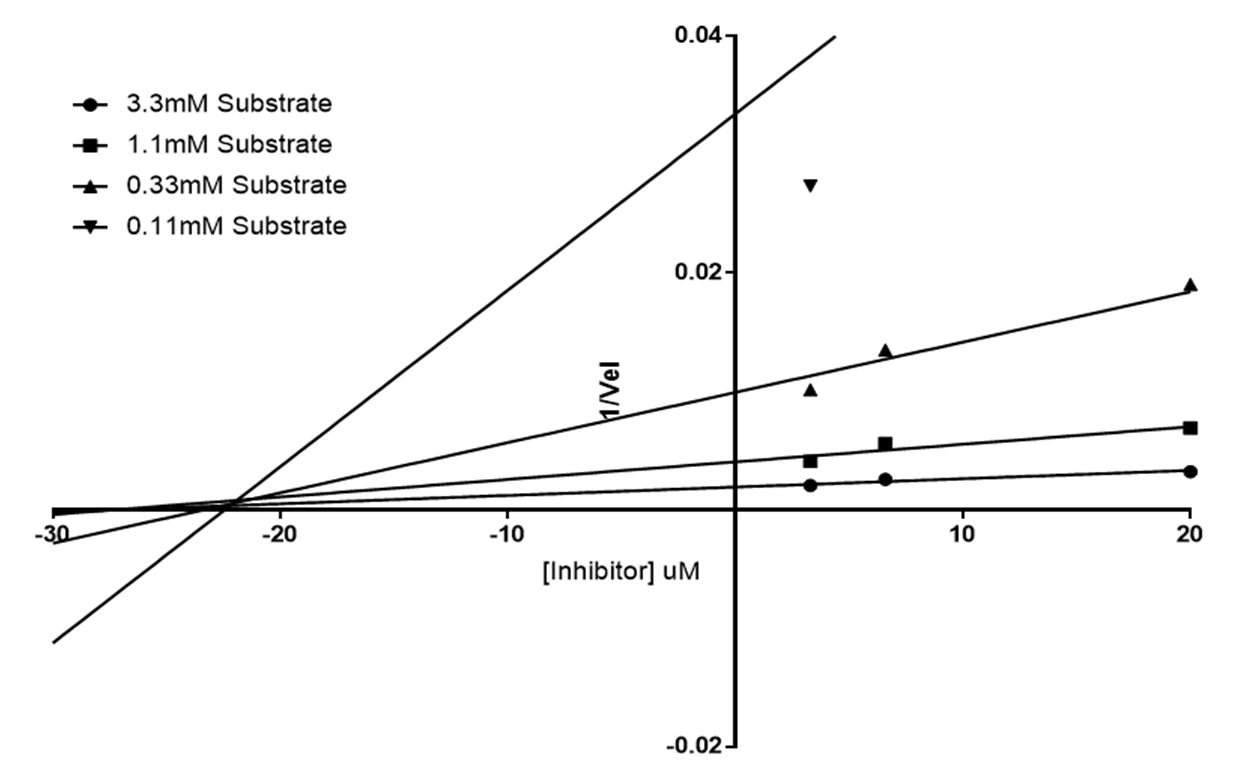 0.04
3.3mM Substrate
1.1mM Substrate
0.33mM Substrate
0.11mM Substrate
0.02
1/Vel
-30
-20
-10
10
20
[Inhibitor] uM
-0.02